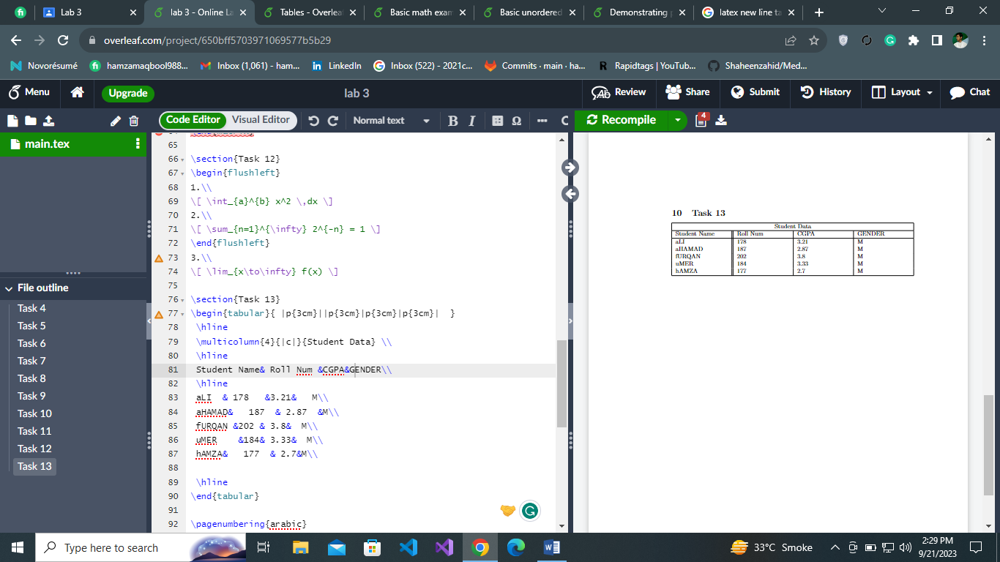 Lab 3
lab 3 - Online La
Tables - Overlea
Basic math exam
Basic unordered
Demonstrating
latex new line ta
overleaf.com/project/650bff5703971069577b5b29
Novorésumé
hamzamaqbool988...
Inbox (1,061) - ham...
LinkedIn
Inbox (522) - 2021c...
Commits · main · ha...
Rapidtags | YouTub...
Shaheenzahid/Med...
Menu
Upgrade
lab 3
Review
Share
Submit
History
Layout
Chat
Code Editor
Visual Editor
Normal text
B I
Ω
Recompile
4
main.tex
File outline
Task 4
Task 5
Task 6
Task 7
Task 8
Task 9
Task 10
Task 11
Task 12
Task 13
65
66 \section{Task 12}
67 \begin{flushleft}
68 1.\\
69 \[ \int_{a}^{b} x^2 \,dx \]
70 2.\\
71 \[ \sum_{n=1}^{\infty} 2^{-n} = 1 \]
72 \end{flushleft}
73 3.\\
74 \[ \lim_{x\to\infty} f(x) \]
75
76 \section{Task 13}
77 \begin{tabular}{ |p{3cm}||p{3cm}|p{3cm}|p{3cm}|  }
78 \hline
79 \multicolumn{4}{|c|}{Student Data} \\
80 \hline
81 Student Name& Roll Num &CGPA&GENDER\\
82 \hline
83 aLI  & 178   &3.21&   M\\
84 aHAMAD&   187  & 2.87  &M\\
85 fURQAN &202 & 3.8&  M\\
86 uMER    &184& 3.33&  M\\
87 hAMZA&   177  & 2.7&M\\
88
89 \hline
90 \end{tabular}
91
92 \pagenumbering{arabic}
10 Task 13
Student Data
Student Name Roll Num CGPA GENDER
aLI 178 3.21 M
aHAMAD 187 2.87 M
fURQAN 202 3.8 M
uMER 184 3.33 M
hAMZA 177 2.7 M
Type here to search
33°C Smoke
2:29 PM
9/21/2023